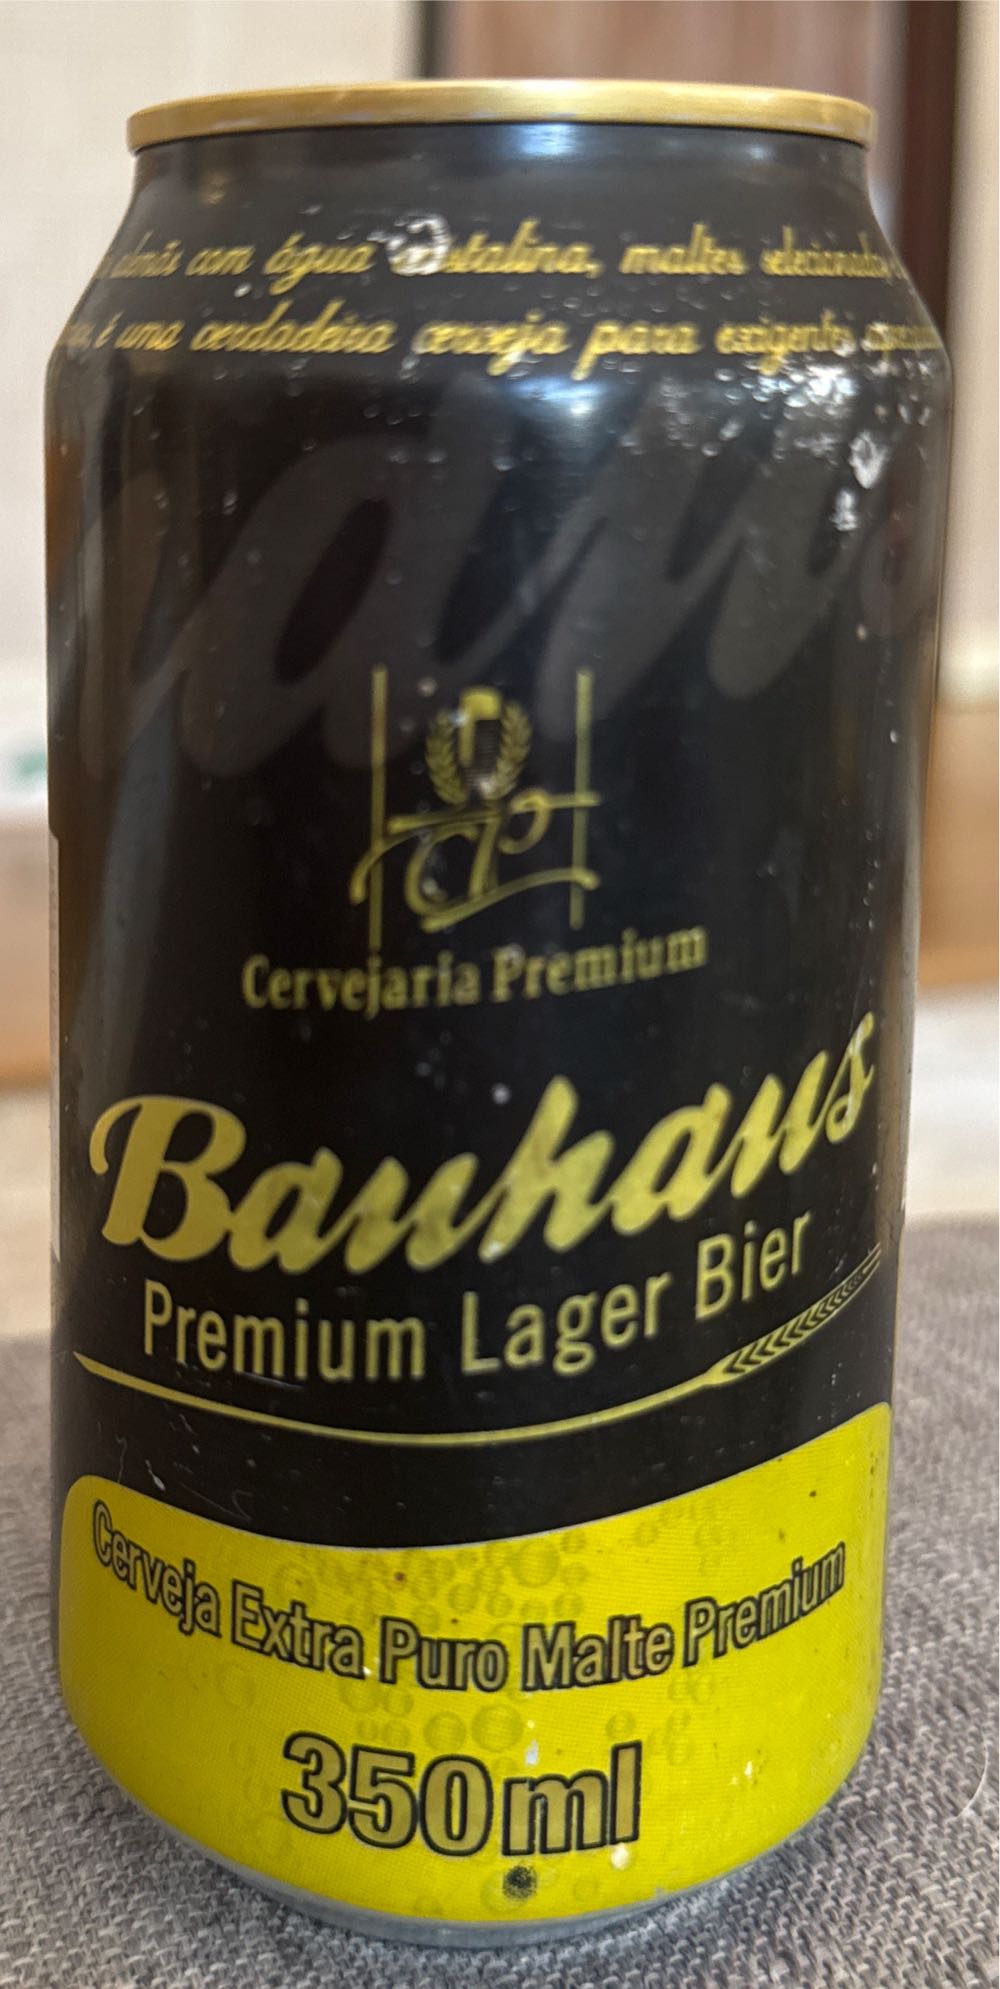 com água cristalina, maltes selecionados
é uma verdadeira cerveja para exigentes
CP
Cervejaria Premium
Bauhaus
Premium Lager Bier
Cerveja Extra Puro Malte Premium
350ml